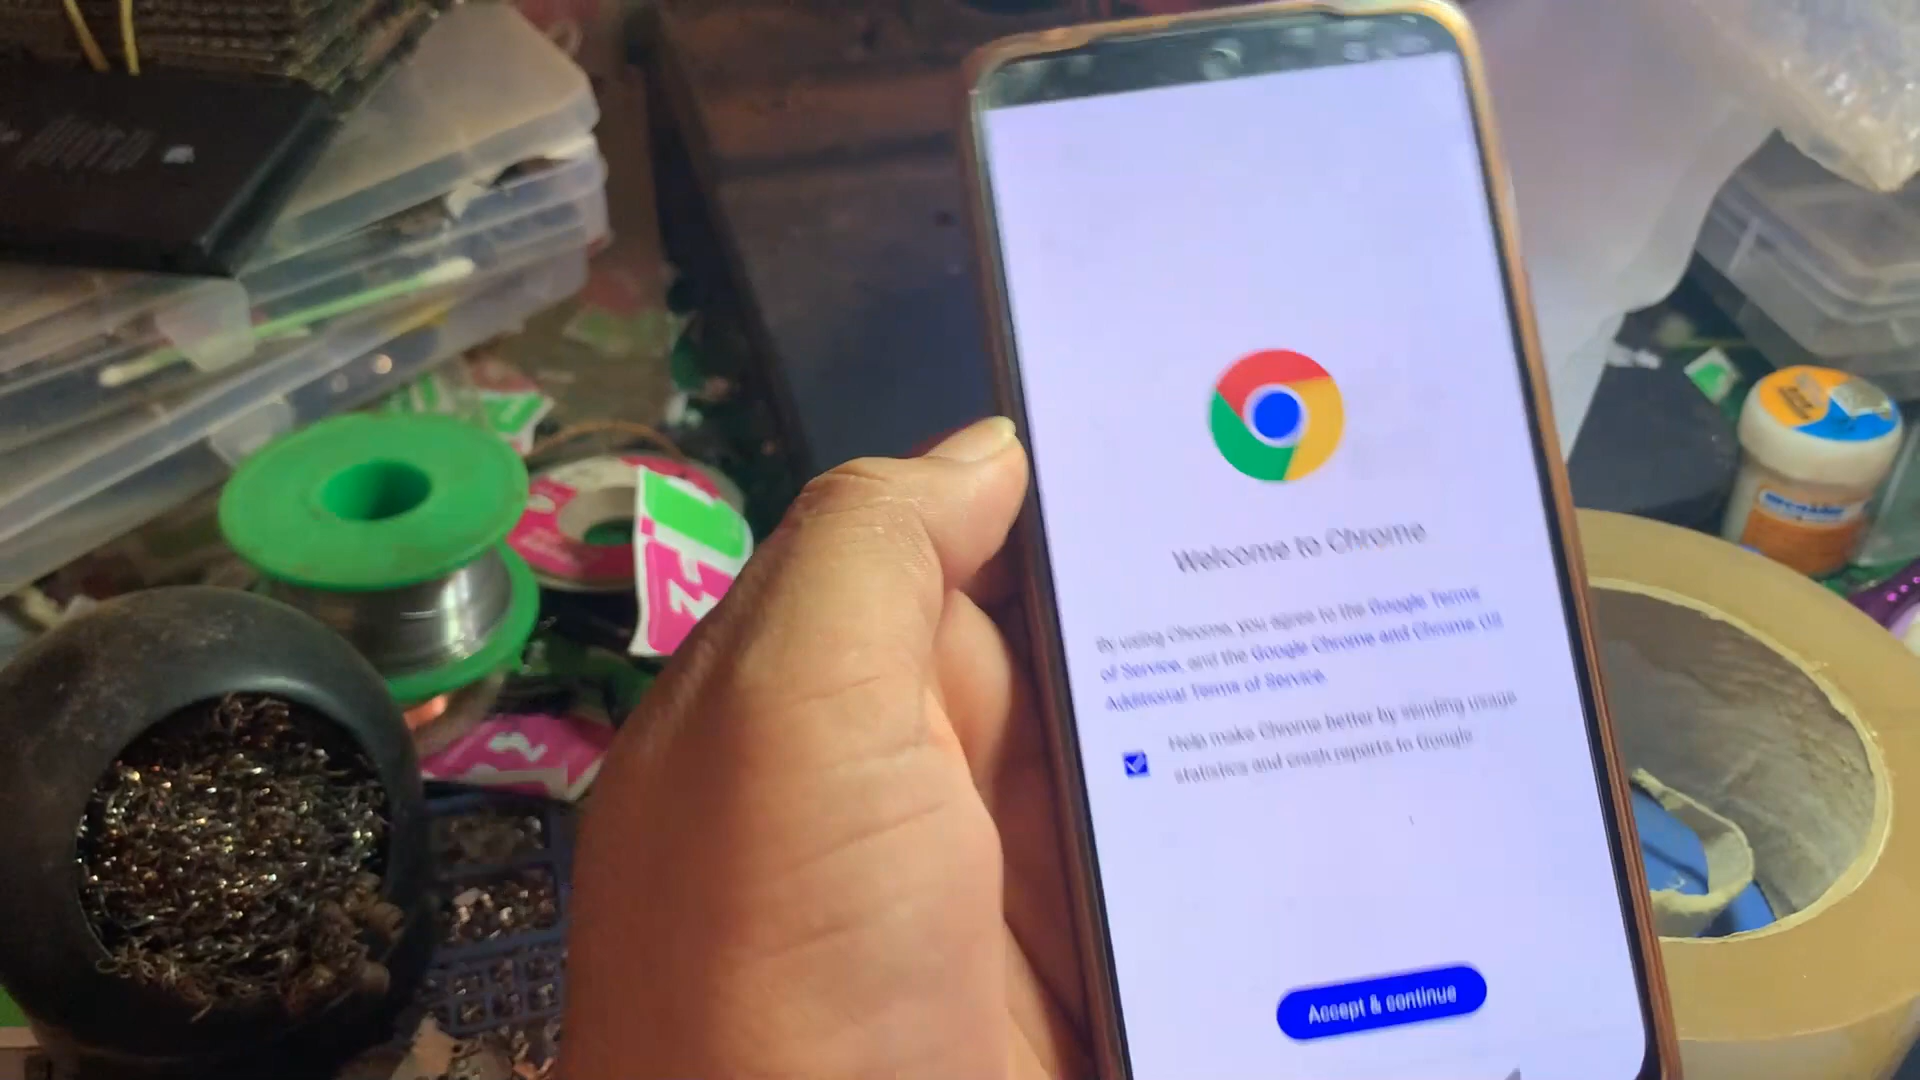 Welcome to Chrome
By using Chrome, you agree to the Google Terms
of Service, and the Google Chrome and Chrome OS
Additional Terms of Service.
Help make Chrome better by sending usage
statistics and crash reports to Google
Accept & continue